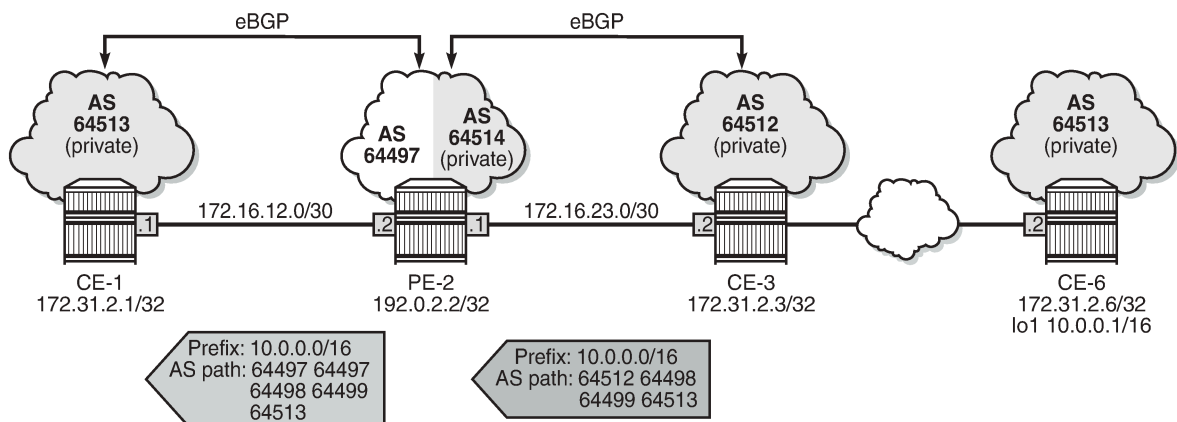 eBGP
eBGP
AS
64513
(private)
AS
64497
AS
64514
(private)
AS
64512
(private)
AS
64513
(private)
172.16.12.0/30
172.16.23.0/30
.1
.2
.1
.2
.2
CE-1
172.31.2.1/32
PE-2
192.0.2.2/32
CE-3
172.31.2.3/32
CE-6
172.31.2.6/32
lo1 10.0.0.1/16
Prefix: 10.0.0.0/16
AS path: 64497 64497
64498 64499
64513
Prefix: 10.0.0.0/16
AS path: 64512 64498
64499 64513